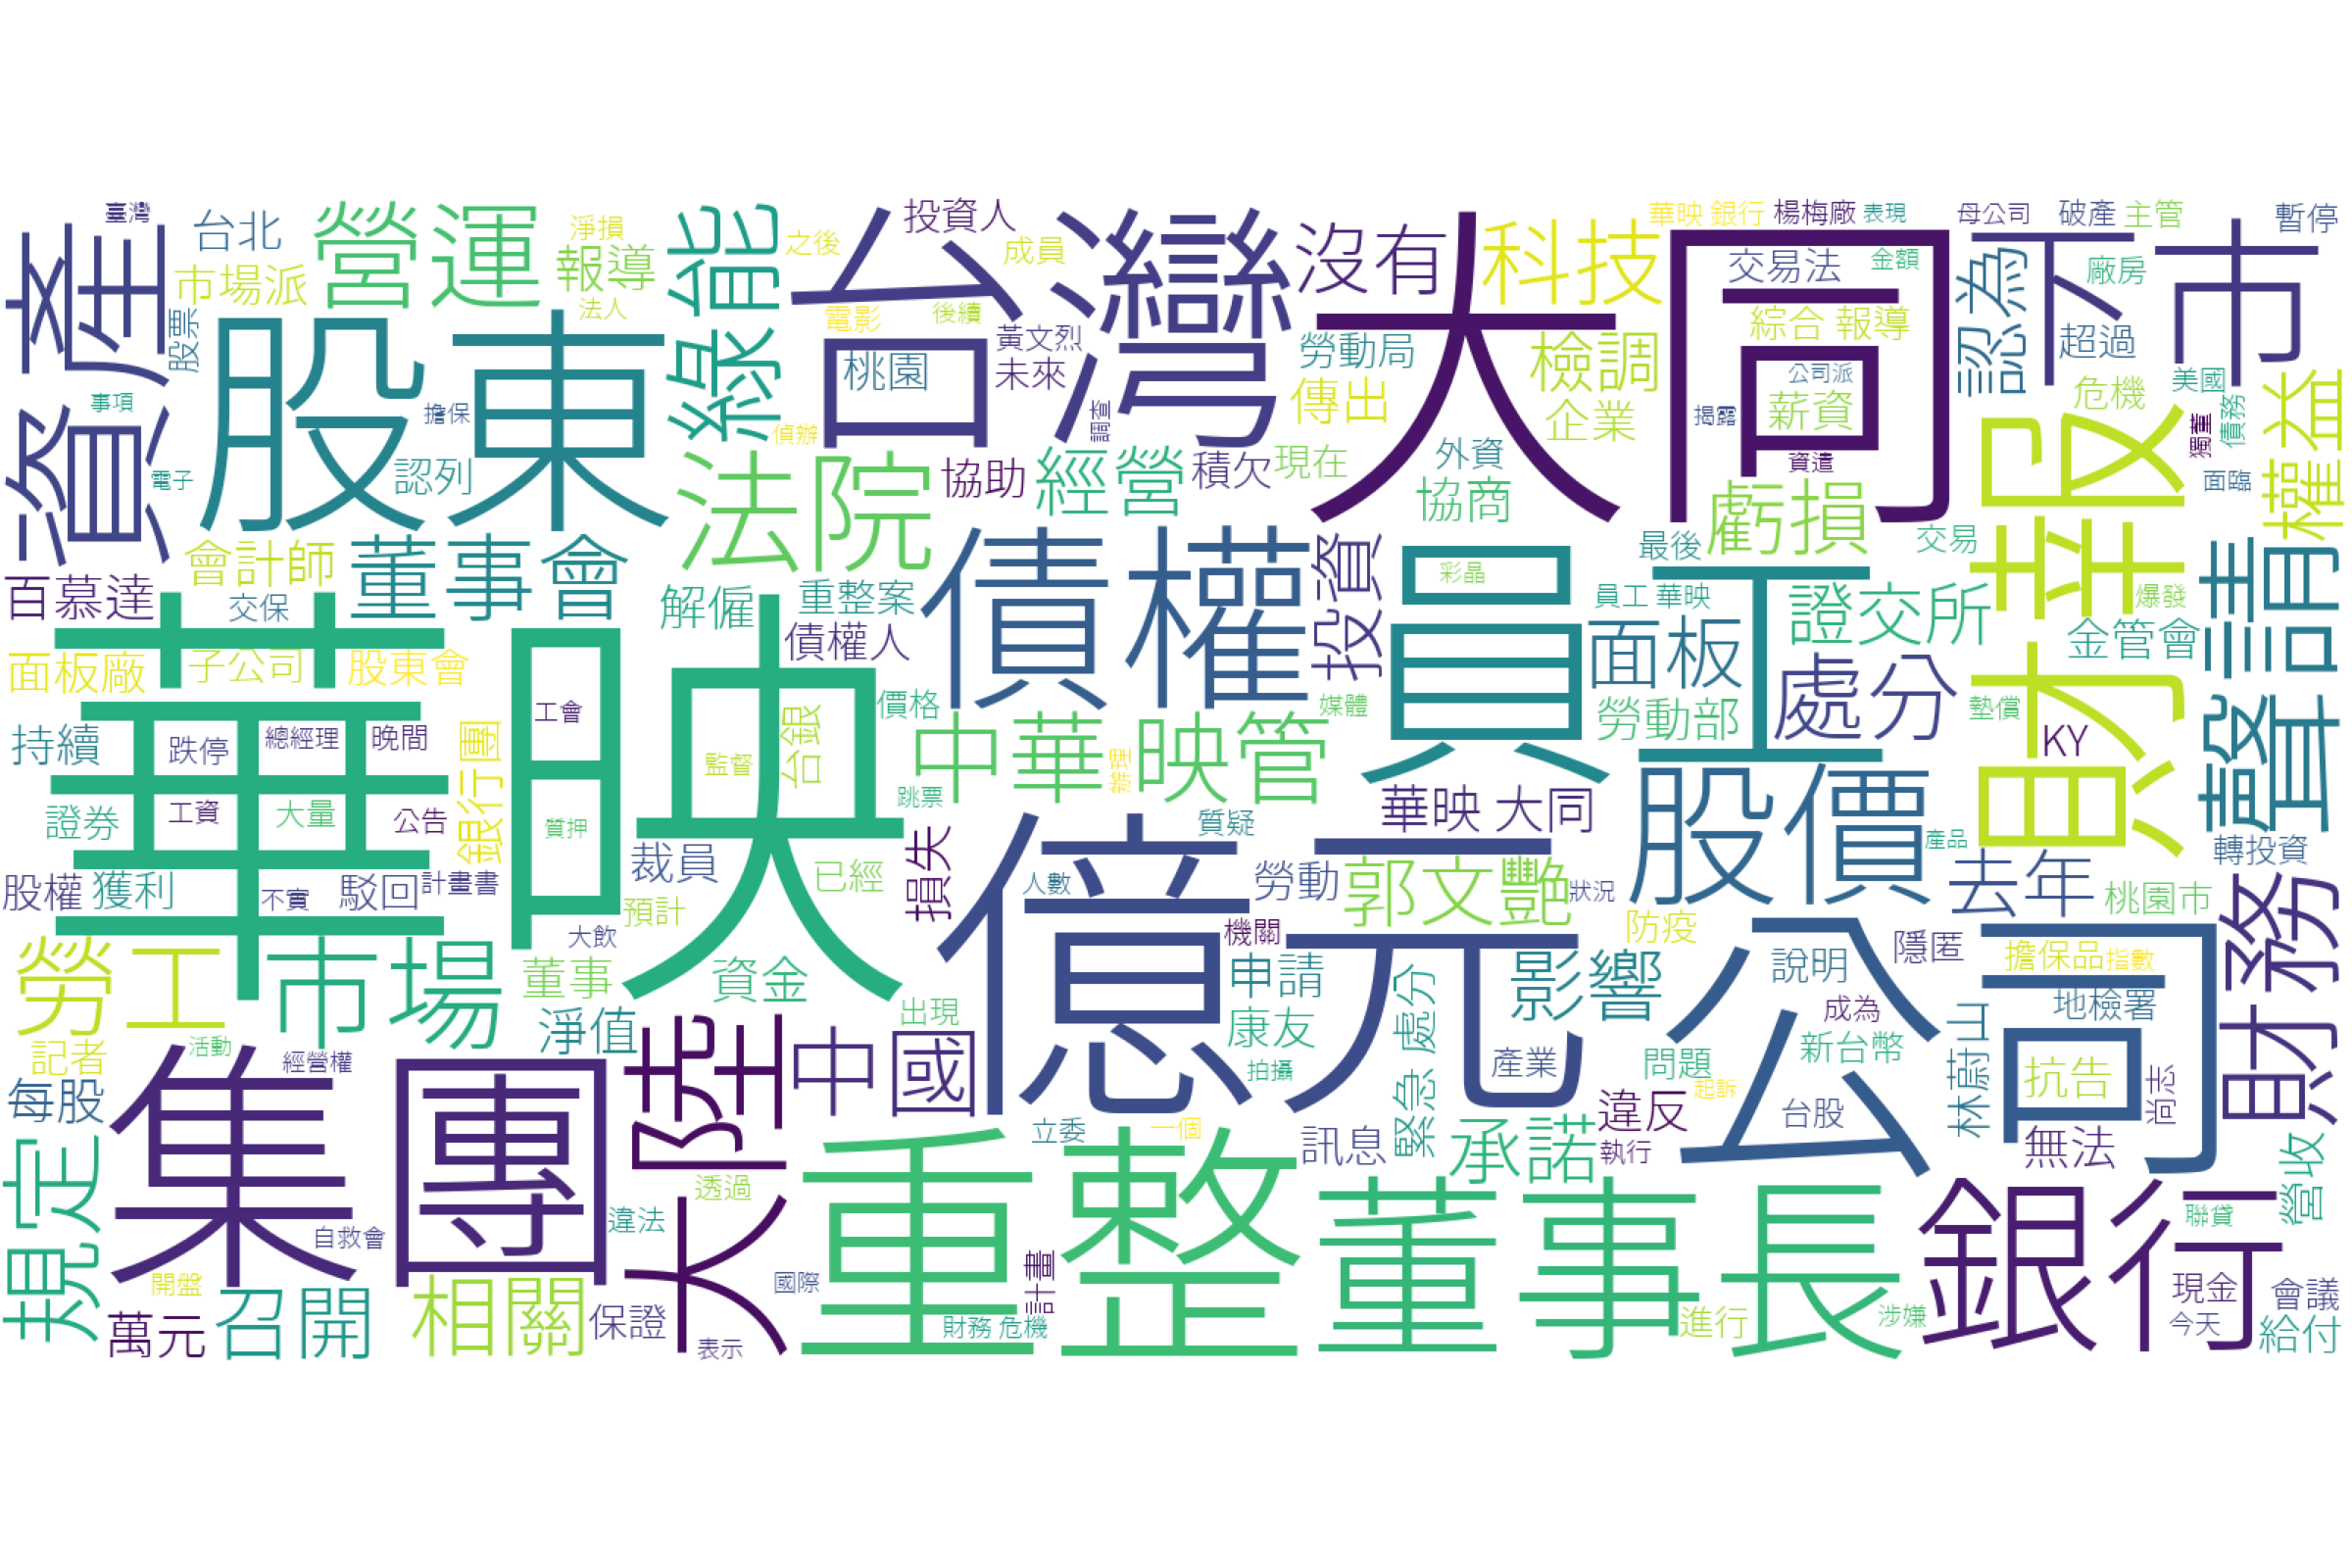 臺灣
台北
營運
淨損
報導
綠能
之後
投資人
成員
台灣
沒有
大同
科技
華映 銀行
楊梅廠
表現
母公司
破產
主管
暫停
下市
資產
市場派
股票
法人
電影
後續
黃文烈
勞動局
檢調
交易法
金額
綜合 報導
認為
超過
廠房
權益
股東
事項
電子
擔保
認列
桃園
未來
調查
偵辦
傳出
企業
公司派
薪資
揭露
資遣
危機
美國
債務
獨董
面臨
財報
法院
協助
經營
積欠
現在
外資
協商
虧損
最後
交易
聲請
會計師
董事會
百慕達
交保
解僱
重整案
債權
債權人
投資
員工
彩晶
員工 華映
面板
證交所
爆發
金管會
面板廠
子公司
股東會
華映
工會
價格
媒體
勞動部
處分
墊償
KY
持續
跌停
總經理
晚間
銀行團
監督
台銀
中華 映管
辦理
證券
工資
大量
公告
質押
跳票
質疑
華映 大同
股價
產品
轉投資
裁員
已經
損失
億元
人數
勞動
郭文艷
狀況
去年
桃園市
股權
獲利
不實
駁回
計畫書
預計
大飲
機關
防疫
隱匿
財務
勞工
市場
董事
資金
申請
影響
說明
公司
擔保品
指數
記者
活動
經營權
淨值
大陸
中國
出現
康友
拍攝
緊急 處分
產業
問題
成為
新台幣
地檢署
林蔚山
抗告
尚志
每股
集團
起訴
台股
規定
自救會
違法
透過
重整
立委
一個
訊息
承諾
違反
執行
無法
營收
聯貸
開盤
萬元
召開
相關
保證
國際
表示
財務 危機
計畫
董事長
進行
涉嫌
銀行
現金
今天
會議
給付